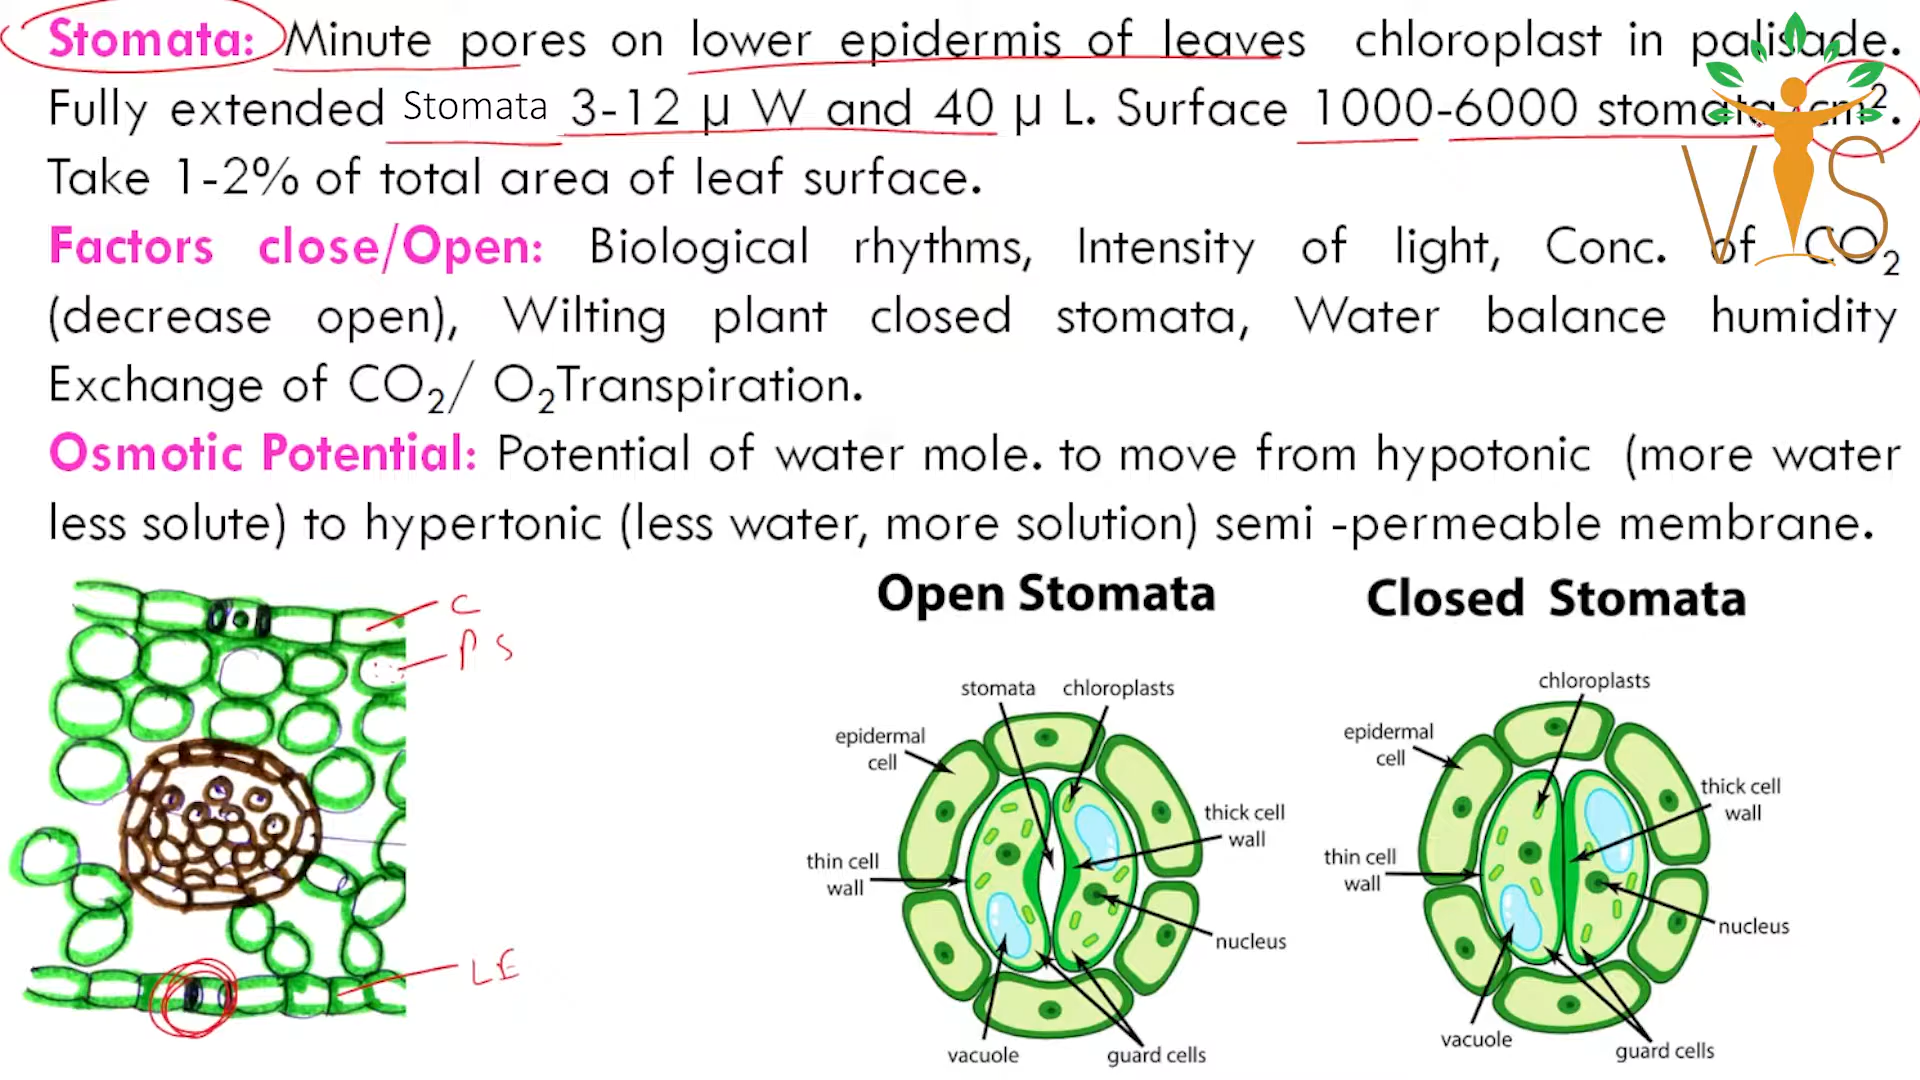 Stomata: Minute pores on lower epidermis of leaves chloroplast in palisade.
Fully extended Stomata 3-12 μ W and 40 μ L. Surface 1000-6000 stomata cm².
Take 1-2% of total area of leaf surface.
Factors close/Open: Biological rhythms, Intensity of light, Conc. of CO₂
(decrease open), Wilting plant closed stomata, Water balance humidity
Exchange of CO₂/ O₂Transpiration.
Osmotic Potential: Potential of water mole. to move from hypotonic (more water
less solute) to hypertonic (less water, more solution) semi -permeable membrane.
VIS
C
PS
LE
Open Stomata
stomata
chloroplasts
epidermal
cell
thick cell
wall
thin cell
wall
nucleus
vacuole
guard cells
Closed Stomata
chloroplasts
epidermal
cell
thick cell
wall
thin cell
wall
nucleus
vacuole
guard cells